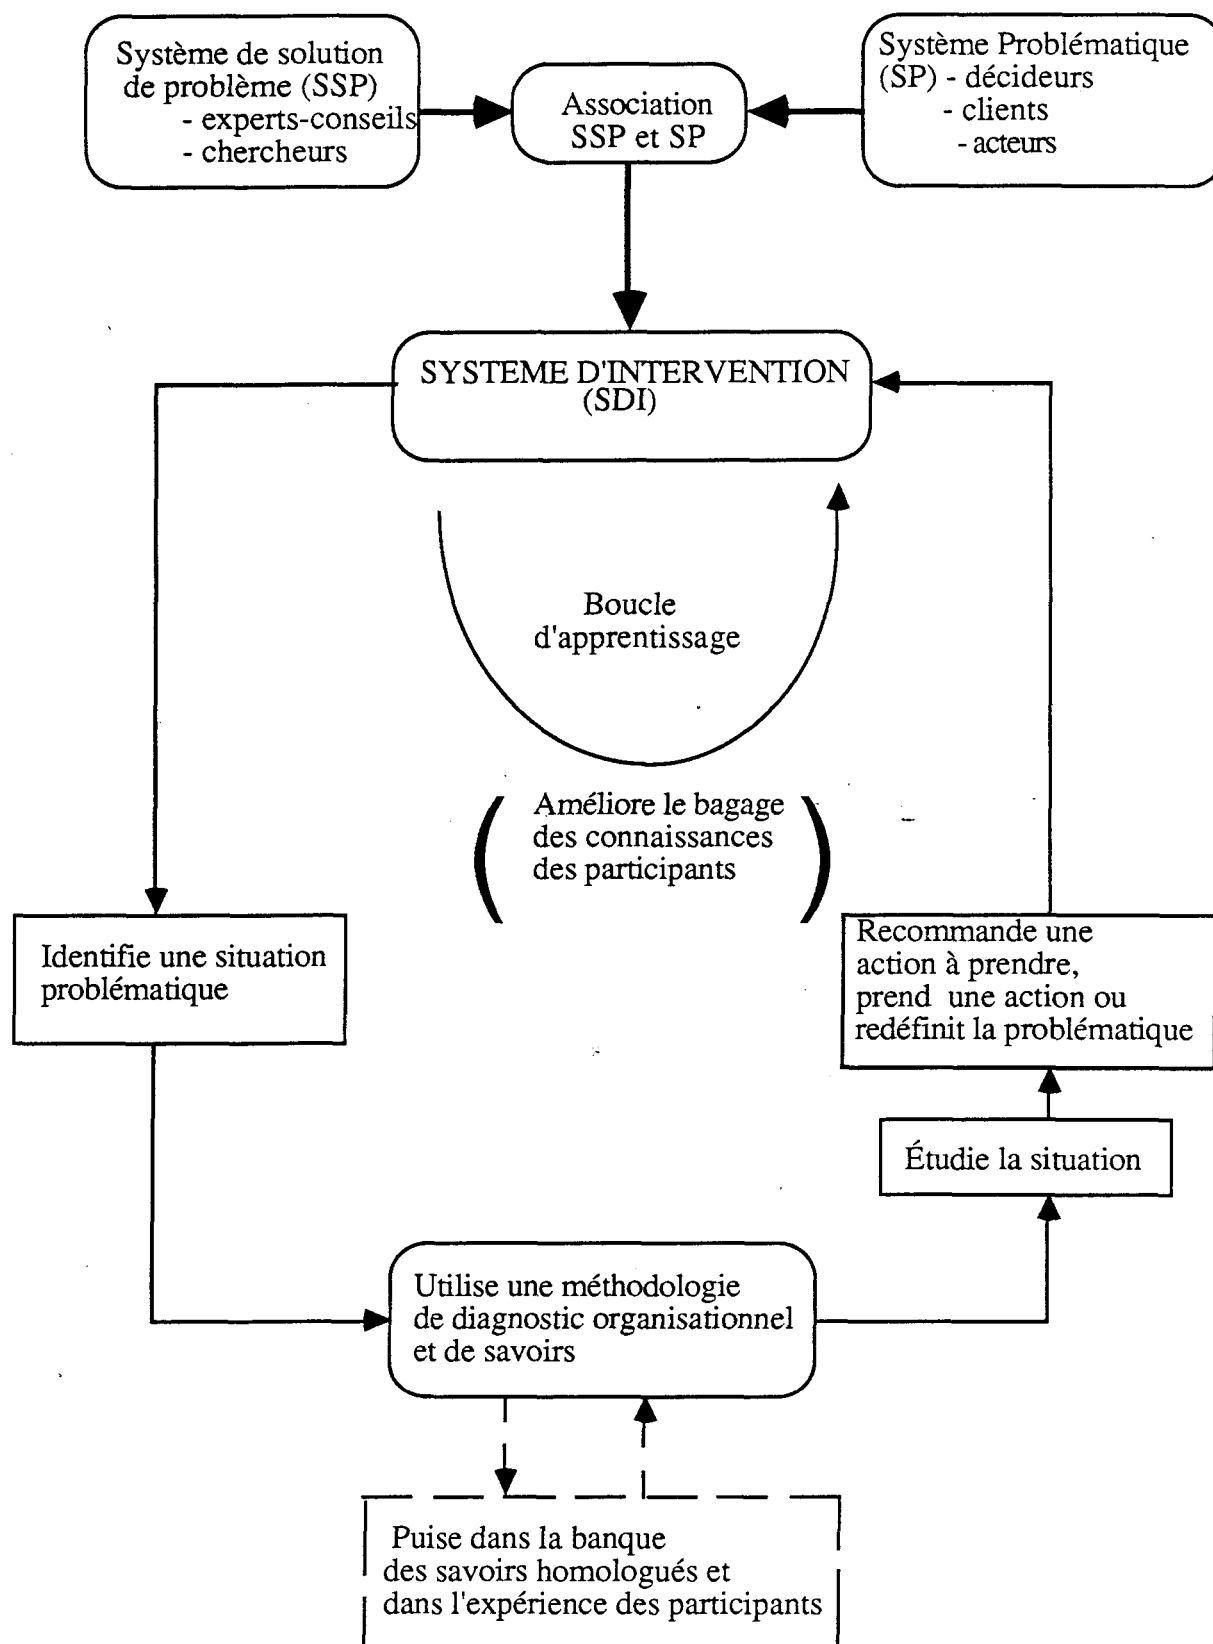 Système de solution
de problème (SSP)
- experts-conseils
- chercheurs
Association
SSP et SP
Système Problématique
(SP) - décideurs
- clients
- acteurs
SYSTEME D'INTERVENTION
(SDI)
Boucle
d'apprentissage
( Améliore le bagage )
des connaissances
des participants
Identifie une situation
problématique
Recommande une
action à prendre,
prend une action ou
redéfinit la problématique
Étudie la situation
Utilise une méthodologie
de diagnostic organisationnel
et de savoirs
Puise dans la banque
des savoirs homologués et
dans l'expérience des participants